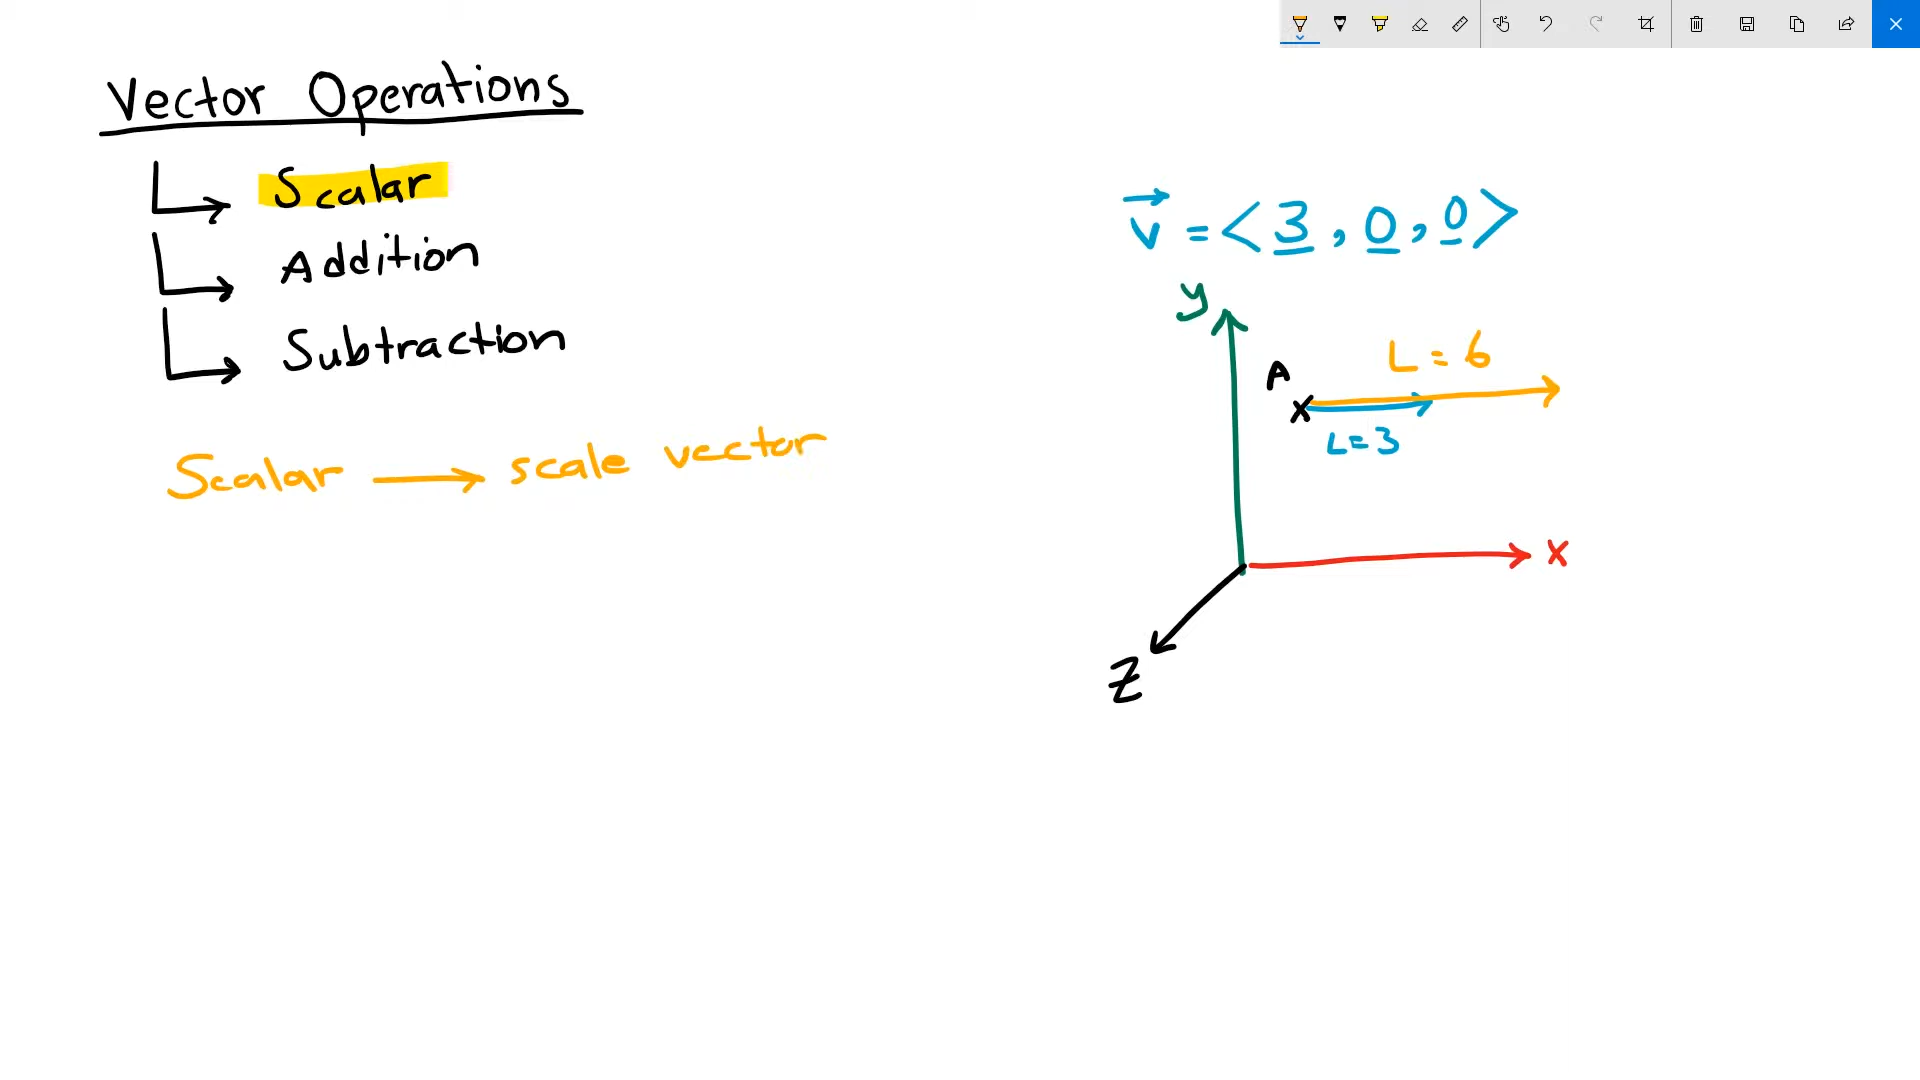 Vector Operations
Scalar
Addition
Subtraction
Scalar → scale vector
v⃗ = <3, 0, 0>
y
A
L = 6
x
L = 3
x
z